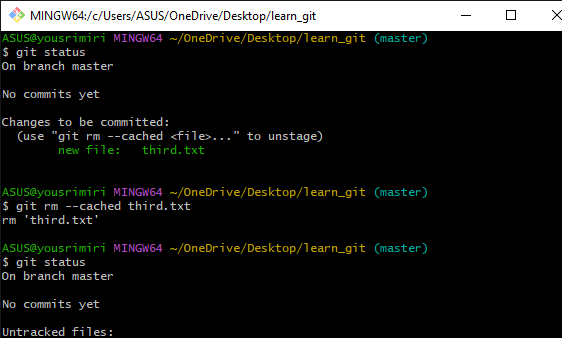 MINGW64:/c/Users/ASUS/OneDrive/Desktop/learn_git
ASUS@yousrimiri MINGW64 ~/OneDrive/Desktop/learn_git (master)
$ git status
On branch master
No commits yet
Changes to be committed:
  (use "git rm --cached <file>..." to unstage)
        new file:   third.txt
ASUS@yousrimiri MINGW64 ~/OneDrive/Desktop/learn_git (master)
$ git rm --cached third.txt
rm 'third.txt'
ASUS@yousrimiri MINGW64 ~/OneDrive/Desktop/learn_git (master)
$ git status
On branch master
No commits yet
Untracked files: